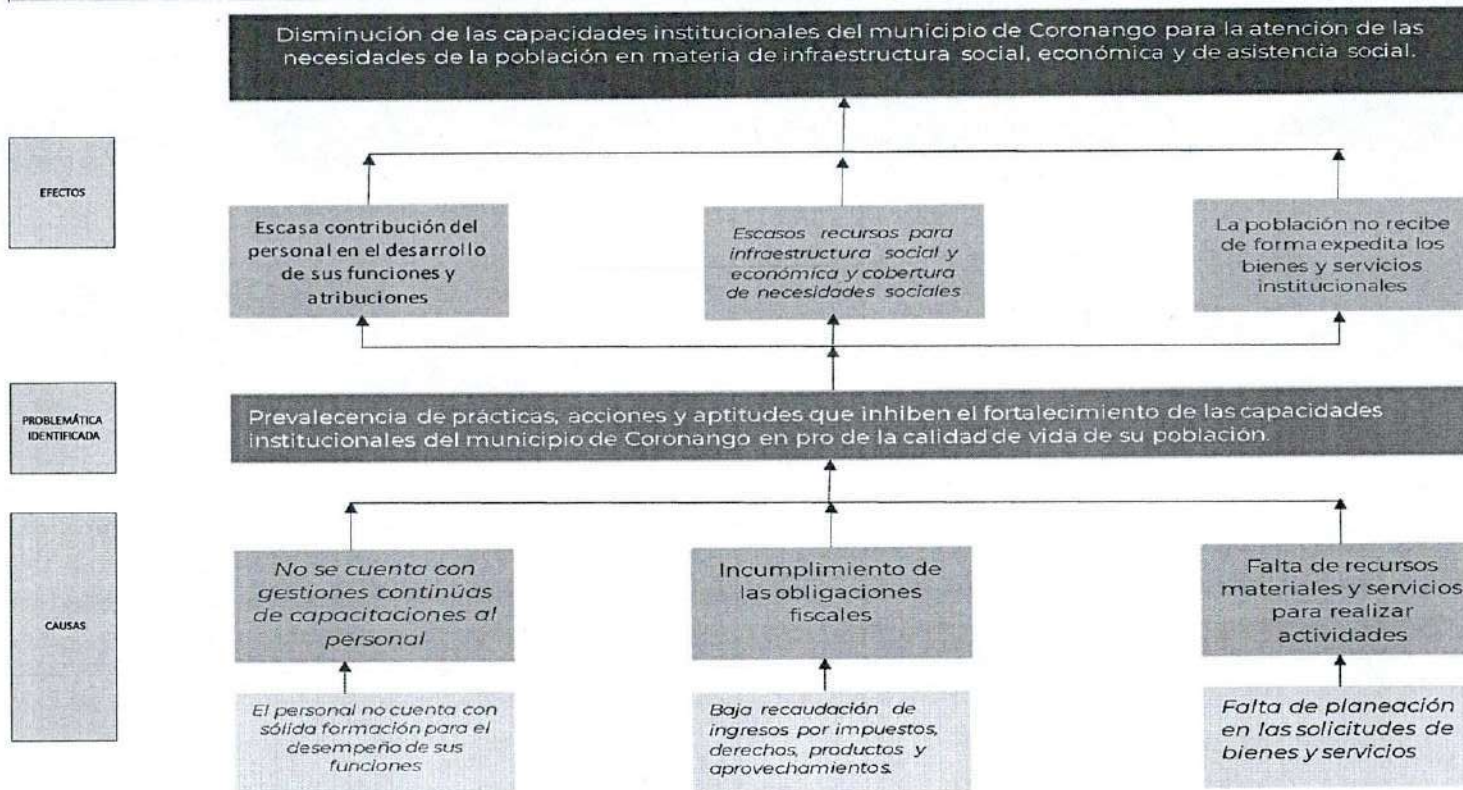 Disminución de las capacidades institucionales del municipio de Coronango para la atención de las
necesidades de la población en materia de infraestructura social, económica y de asistencia social.
EFECTOS
Escasa contribución del
personal en el desarrollo
de sus funciones y
atribuciones
Escasos recursos para
infraestructura social y
económica y cobertura
de necesidades sociales
La población no recibe
de forma expedita los
bienes y servicios
institucionales
PROBLEMÁTICA
IDENTIFICADA
Prevalecencia de prácticas, acciones y aptitudes que inhiben el fortalecimiento de las capacidades
institucionales del municipio de Coronango en pro de la calidad de vida de su población.
CAUSAS
No se cuenta con
gestiones continúas
de capacitaciones al
personal
Incumplimiento de
las obligaciones
fiscales
Falta de recursos
materiales y servicios
para realizar
actividades
El personal no cuenta con
sólida formación para el
desempeño de sus
funciones
Baja recaudación de
ingresos por impuestos,
derechos, productos y
aprovechamientos.
Falta de planeación
en las solicitudes de
bienes y servicios